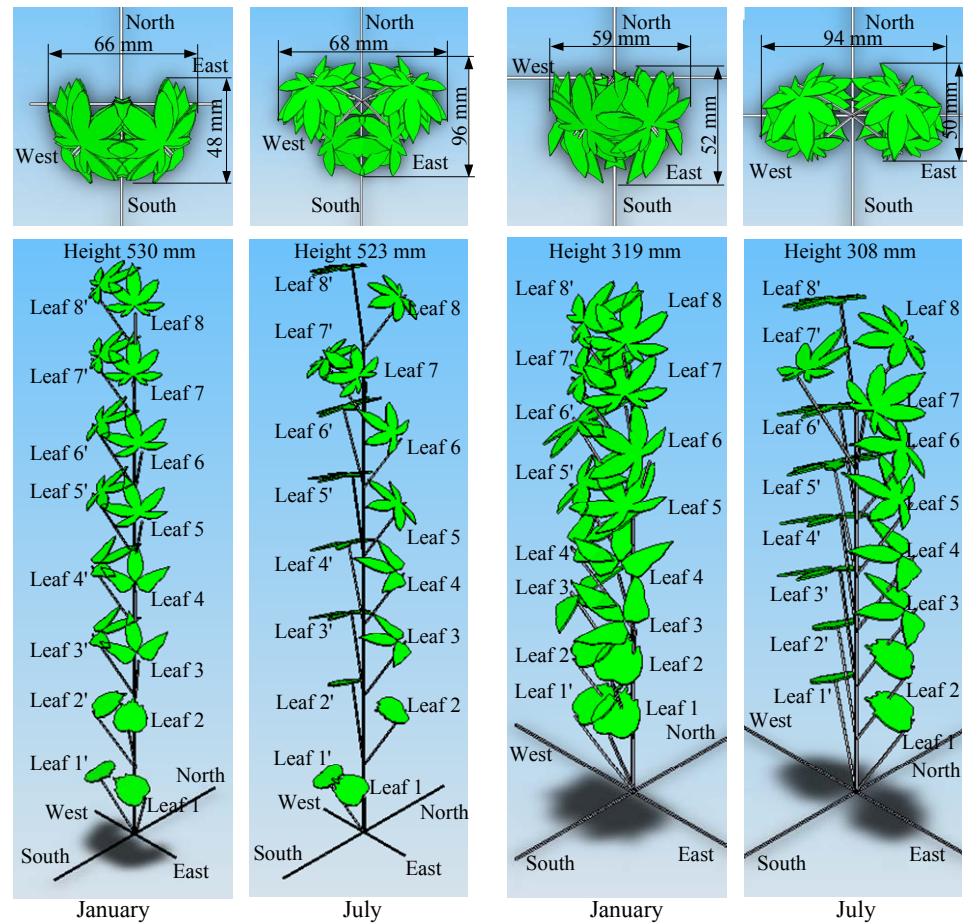 North
66 mm
East
48 mm
West
South
North
68 mm
96 mm
West
East
South
North
59 mm
West
52 mm
East
South
North
94 mm
50 mm
West
East
South
Height 530 mm
Leaf 8'
Leaf 8
Leaf 7'
Leaf 7
Leaf 6'
Leaf 6
Leaf 5'
Leaf 5
Leaf 4'
Leaf 4
Leaf 3'
Leaf 3
Leaf 2'
Leaf 2
Leaf 1'
Leaf 1
North
West
South
East
January
Height 523 mm
Leaf 8'
Leaf 8
Leaf 7'
Leaf 7
Leaf 6'
Leaf 6
Leaf 5'
Leaf 5
Leaf 4'
Leaf 4
Leaf 3'
Leaf 3
Leaf 2'
Leaf 2
Leaf 1'
Leaf 1
West
North
South
East
July
Height 319 mm
Leaf 8'
Leaf 8
Leaf 7'
Leaf 7
Leaf 6'
Leaf 6
Leaf 5'
Leaf 5
Leaf 4'
Leaf 4
Leaf 3'
Leaf 3
Leaf 2'
Leaf 2
Leaf 1'
Leaf 1
North
West
South
East
January
Height 308 mm
Leaf 8'
Leaf 8
Leaf 7'
Leaf 7
Leaf 6'
Leaf 6
Leaf 5'
Leaf 5
Leaf 4'
Leaf 4
Leaf 3'
Leaf 3
Leaf 2'
Leaf 2
Leaf 1'
Leaf 1
West
North
South
East
July